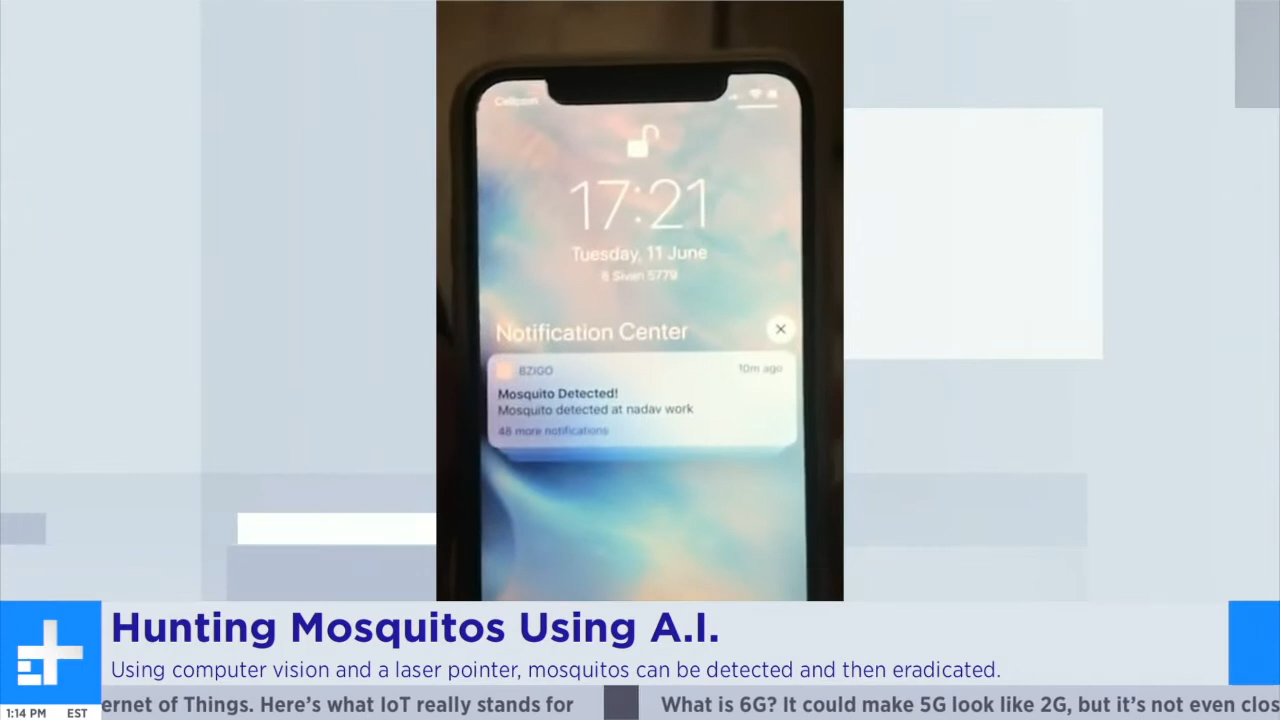 Cellport
17:21
Tuesday, 11 June
8 Sivan 5779
Notification Center
BZIGO
10m ago
Mosquito Detected!
Mosquito detected at nadav work
48 more notifications
Hunting Mosquitos Using A.I.
Using computer vision and a laser pointer, mosquitos can be detected and then eradicated.
ernet of Things. Here's what IoT really stands for
What is 6G? It could make 5G look like 2G, but it's not even clos
1:14 PM EST